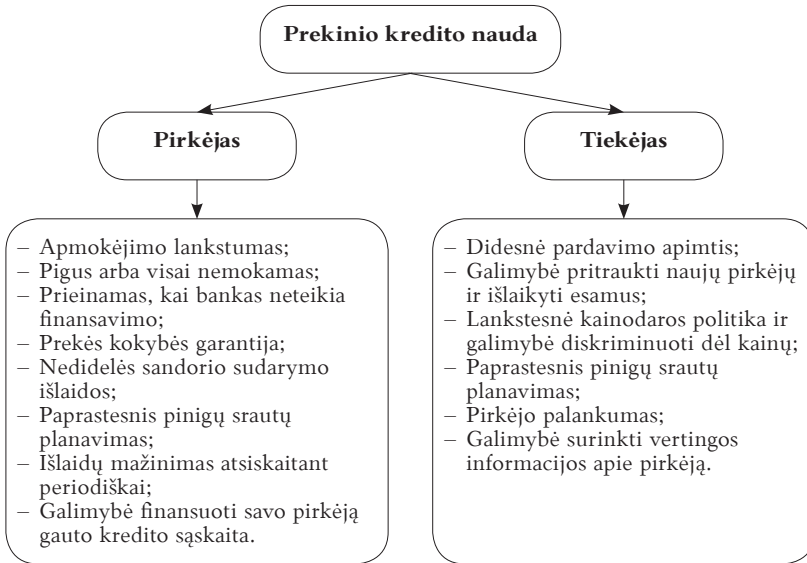 Prekinio kredito nauda
Pirkėjas
– Apmokėjimo lankstumas;
– Pigus arba visai nemokamas;
– Prieinamas, kai bankas neteikia
finansavimo;
– Prekės kokybės garantija;
– Nedidelės sandorio sudarymo
išlaidos;
– Paprastesnis pinigų srautų
planavimas;
– Išlaidų mažinimas atsiskaitant
periodiškai;
– Galimybė finansuoti savo pirkėją
gauto kredito sąskaita.
Tiekėjas
– Didesnė pardavimo apimtis;
– Galimybė pritraukti naujų pirkėjų
ir išlaikyti esamus;
– Lankstesnė kainodaros politika ir
galimybė diskriminuoti dėl kainų;
– Paprastesnis pinigų srautų
planavimas;
– Pirkėjo palankumas;
– Galimybė surinkti vertingos
informacijos apie pirkėją.